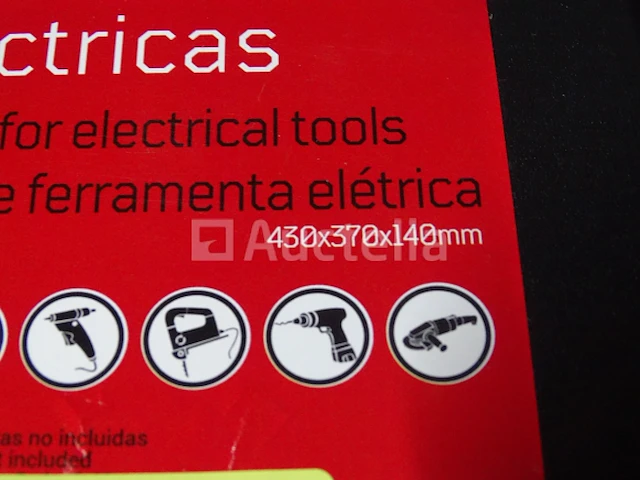 ctricas
for electrical tools
e ferramenta elétrica
430x370x140mm
Auctelia
as no incluidas
included